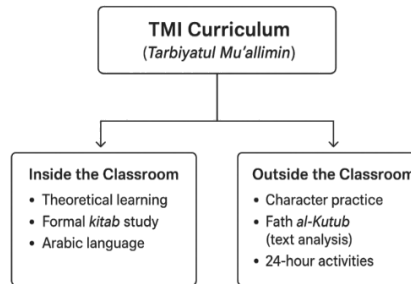 TMI Curriculum
(Tarbiyatul Mu’allimin)
Inside the Classroom
• Theoretical learning
• Formal kitab study
• Arabic language
Outside the Classroom
• Character practice
• Fath al-Kutub
(text analysis)
• 24-hour activities